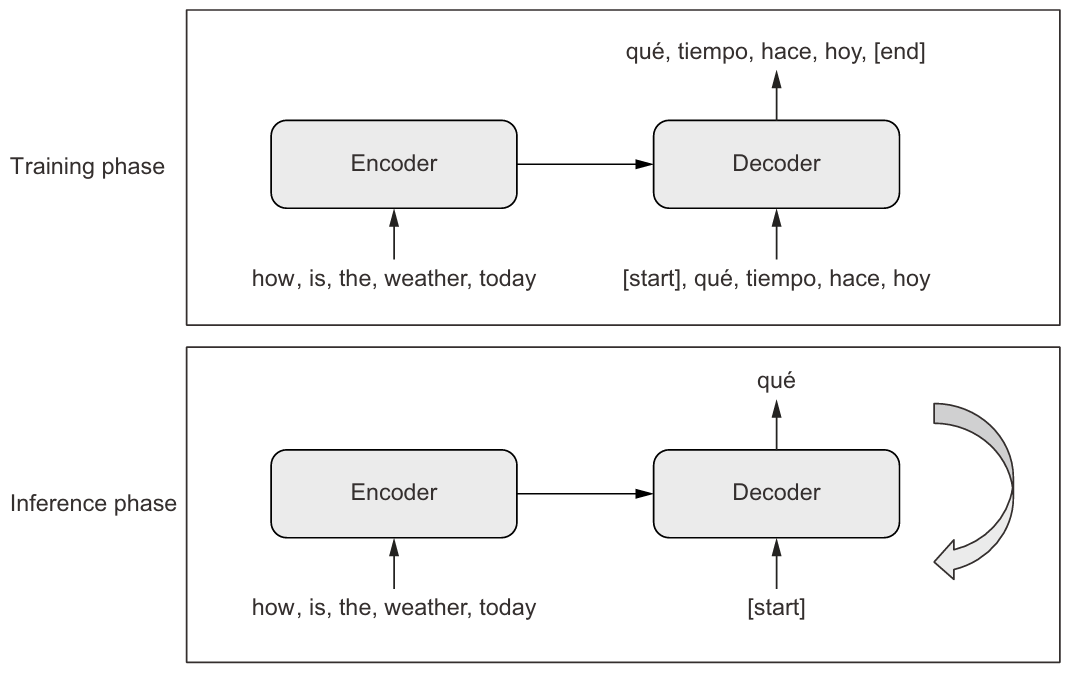 qué, tiempo, hace, hoy, [end]
Training phase
Encoder
Decoder
how, is, the, weather, today
[start], qué, tiempo, hace, hoy
qué
Inference phase
Encoder
Decoder
how, is, the, weather, today
[start]